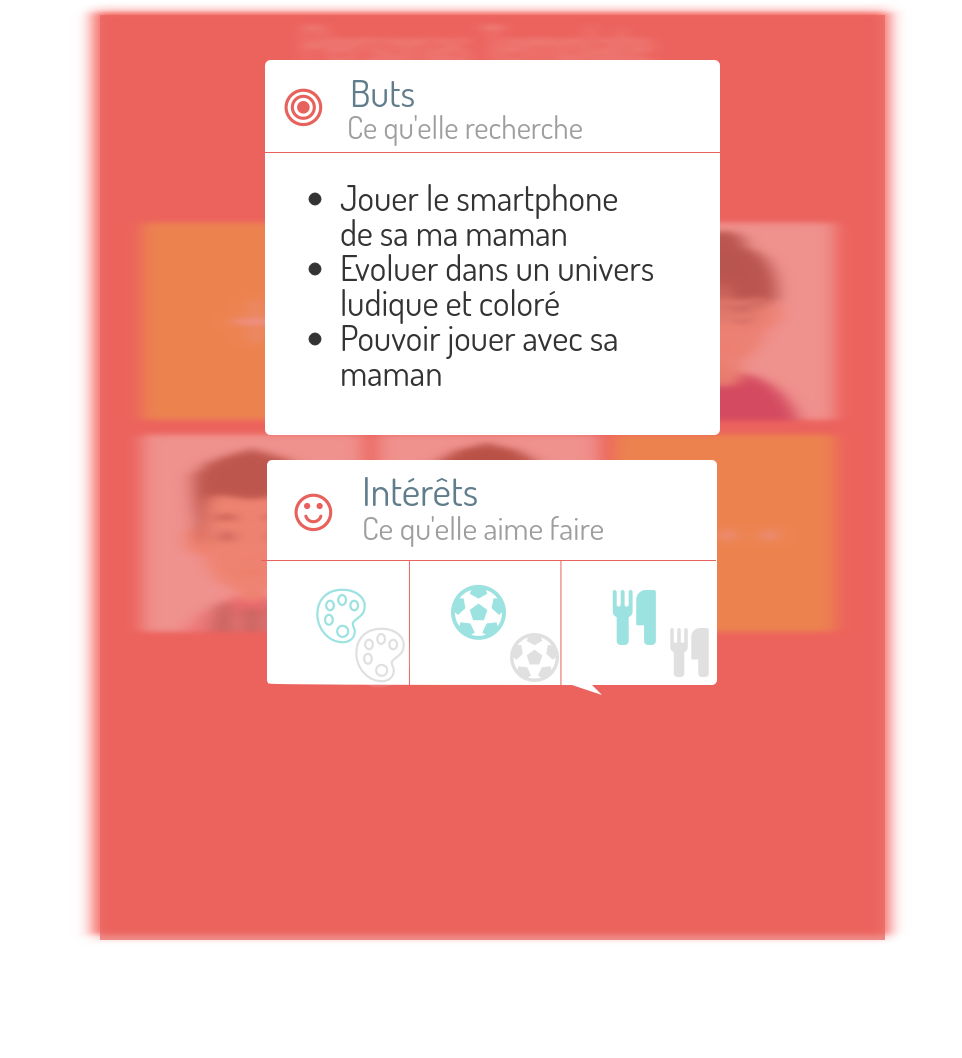 Buts
Ce qu'elle recherche
Jouer le smartphone
de sa ma maman
Evoluer dans un univers
ludique et coloré
Pouvoir jouer avec sa
maman
Intérêts
Ce qu'elle aime faire